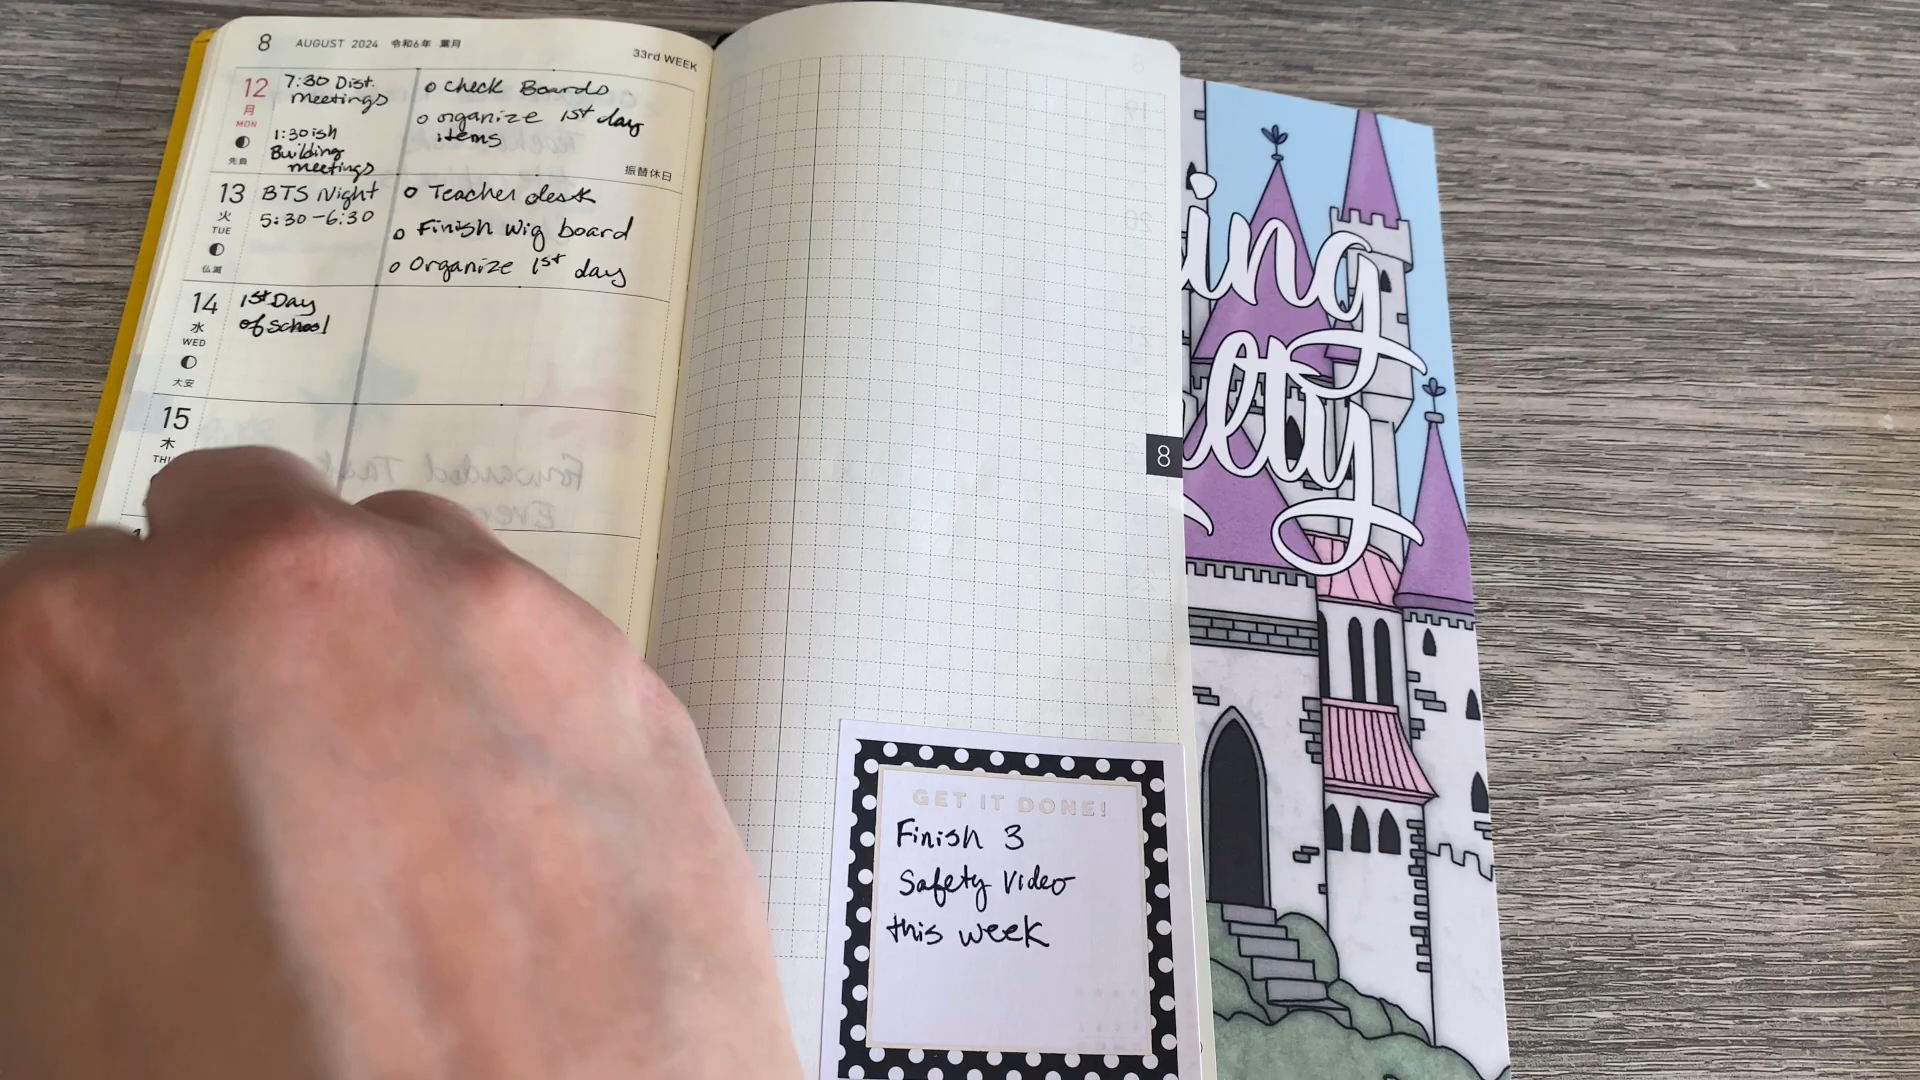 8 AUGUST 2024 令和6年 葉月
33rd WEEK
12
月
MON
先負
7:30 Dist.
meetings
1:30ish
Building
meetings
o check Boards
o organize 1st day
items
振替休日
13
火
TUE
仏滅
BTS Night
5:30-6:30
o Teacher desk
o Finish Wig board
o Organize 1st day
14
水
WED
大安
1st Day
of School
15
木
THU
8
GET IT DONE!
Finish 3
Safety Video
this week
ing
elty